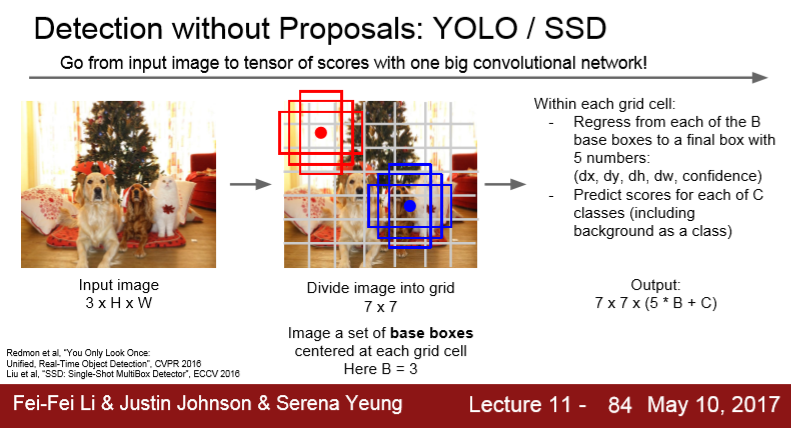 Detection without Proposals: YOLO / SSD
Go from input image to tensor of scores with one big convolutional network!
Input image
3 x H x W
Divide image into grid
7 x 7
Image a set of base boxes
centered at each grid cell
Here B = 3
Within each grid cell:
- Regress from each of the B
base boxes to a final box with
5 numbers:
(dx, dy, dh, dw, confidence)
- Predict scores for each of C
classes (including
background as a class)
Output:
7 x 7 x (5 * B + C)
Redmon et al, "You Only Look Once:
Unified, Real-Time Object Detection", CVPR 2016
Liu et al, "SSD: Single-Shot MultiBox Detector", ECCV 2016
Fei-Fei Li & Justin Johnson & Serena Yeung Lecture 11 - 84 May 10, 2017